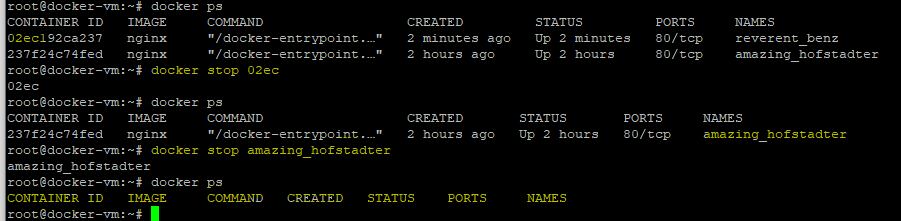 root@docker-vm:~# docker ps
CONTAINER ID   IMAGE     COMMAND                  CREATED         STATUS         PORTS     NAMES
02ec192ca237   nginx     "/docker-entrypoint.…"   2 minutes ago   Up 2 minutes   80/tcp    reverent_benz
237f24c74fed   nginx     "/docker-entrypoint.…"   2 hours ago     Up 2 hours     80/tcp    amazing_hofstadter
root@docker-vm:~# docker stop 02ec
02ec
root@docker-vm:~# docker ps
CONTAINER ID   IMAGE     COMMAND                  CREATED       STATUS       PORTS     NAMES
237f24c74fed   nginx     "/docker-entrypoint.…"   2 hours ago   Up 2 hours   80/tcp    amazing_hofstadter
root@docker-vm:~# docker stop amazing_hofstadter
amazing_hofstadter
root@docker-vm:~# docker ps
CONTAINER ID   IMAGE     COMMAND   CREATED   STATUS    PORTS     NAMES
root@docker-vm:~#